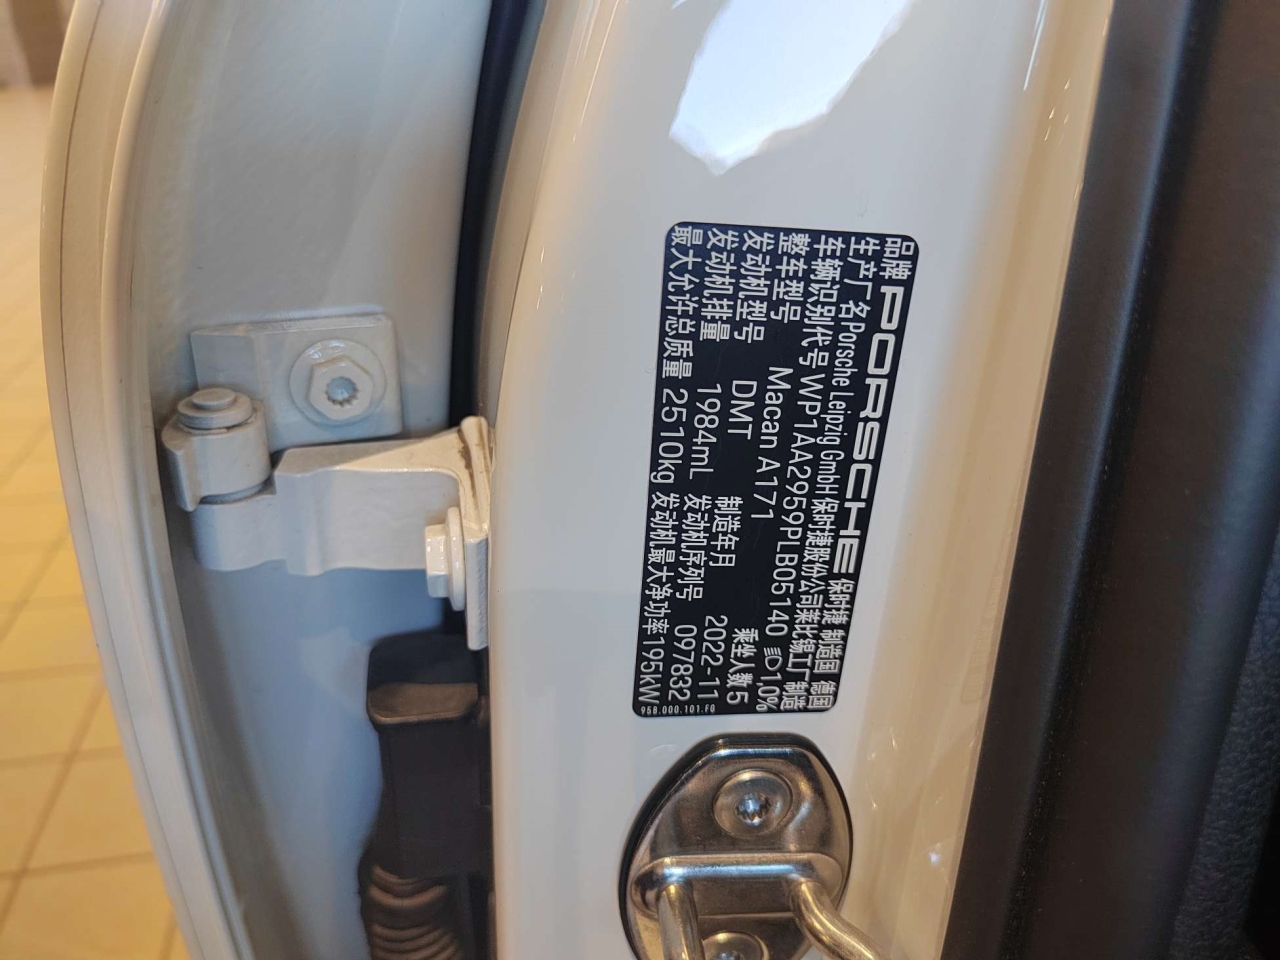 品牌 PORSCHE 保时捷 制造国 德国
生产厂名 Porsche Leipzig GmbH 保时捷股份公司莱比锡工厂制造
车辆识别代号 WP1AA2959PLB05140 1,0%
整车型号 Macan A171 乘坐人数 5
发动机型号 DMT 制造年月 2022-11
发动机排量 1984mL 发动机序列号 097832
最大允许总质量 2510kg 发动机最大净功率 195kW
958.000.101.F0